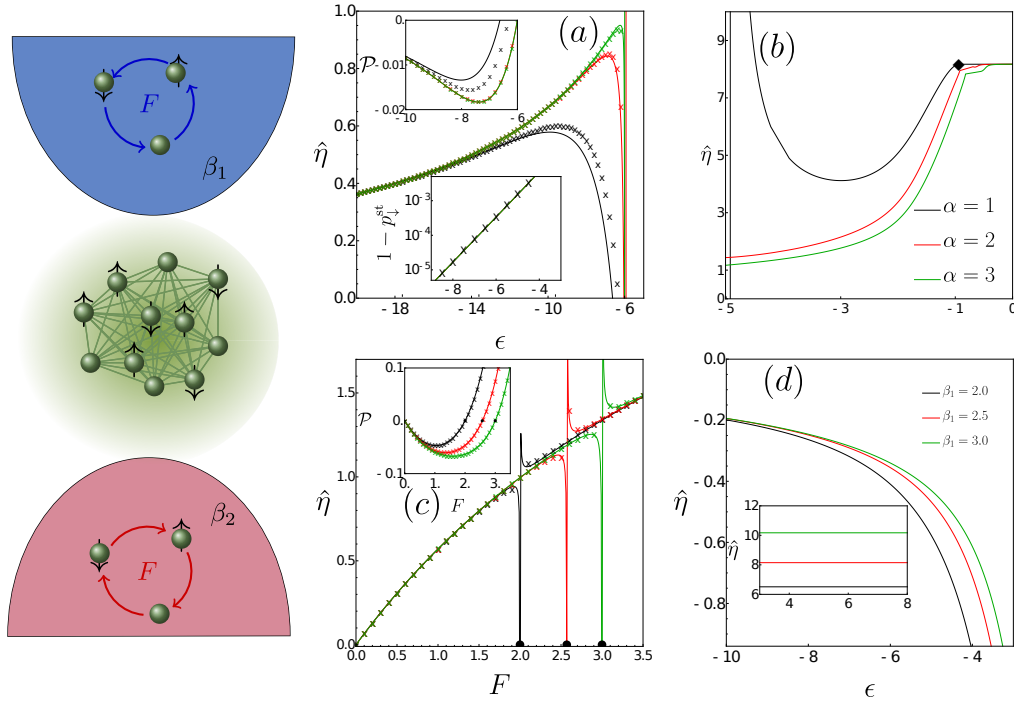 F
β₁
F
β₂
(a)
η̂
1.0
0.8
0.6
0.4
0.2
0.0
- 18
- 14
- 10
- 6
ϵ
𝒫
0.
- 0.02
- 10
- 8
- 6
1 − p↓ˢᵗ
10⁻³
10⁻⁴
10⁻⁵
- 8
- 6
- 4
(b)
η̂
9
7
5
3
1
0
-5
-3
-1
0
α = 1
α = 2
α = 3
(c)
η̂
1.5
1.0
0.5
0.0
0.0
0.5
1.0
1.5
2.0
2.5
3.0
3.5
F
𝒫
0.1
0.
- 0.1
0.
1.
2.
3.
F
(d)
η̂
0.0
- 0.2
- 0.4
- 0.6
- 0.8
- 10
- 8
- 6
- 4
ϵ
β₁ = 2.0
β₁ = 2.5
β₁ = 3.0
η̂
12
10
8
6
4
6
8